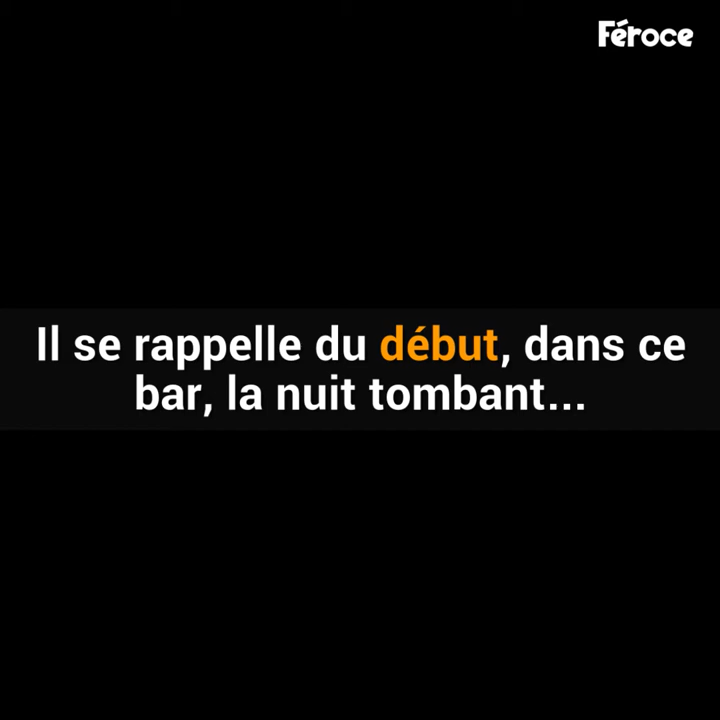 Féroce
Il se rappelle du début, dans ce
bar, la nuit tombant...